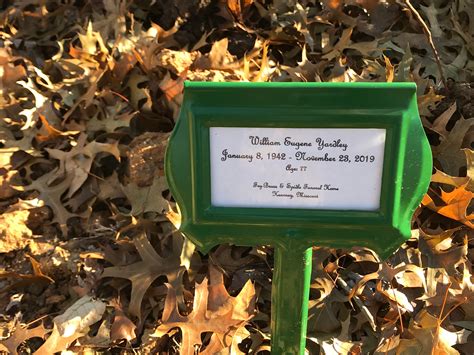 William Eugene Yardley
January 8, 1942 - November 23, 2019
Age: 77
Fry Bross & Spidle Funeral Home
Kearney, Missouri